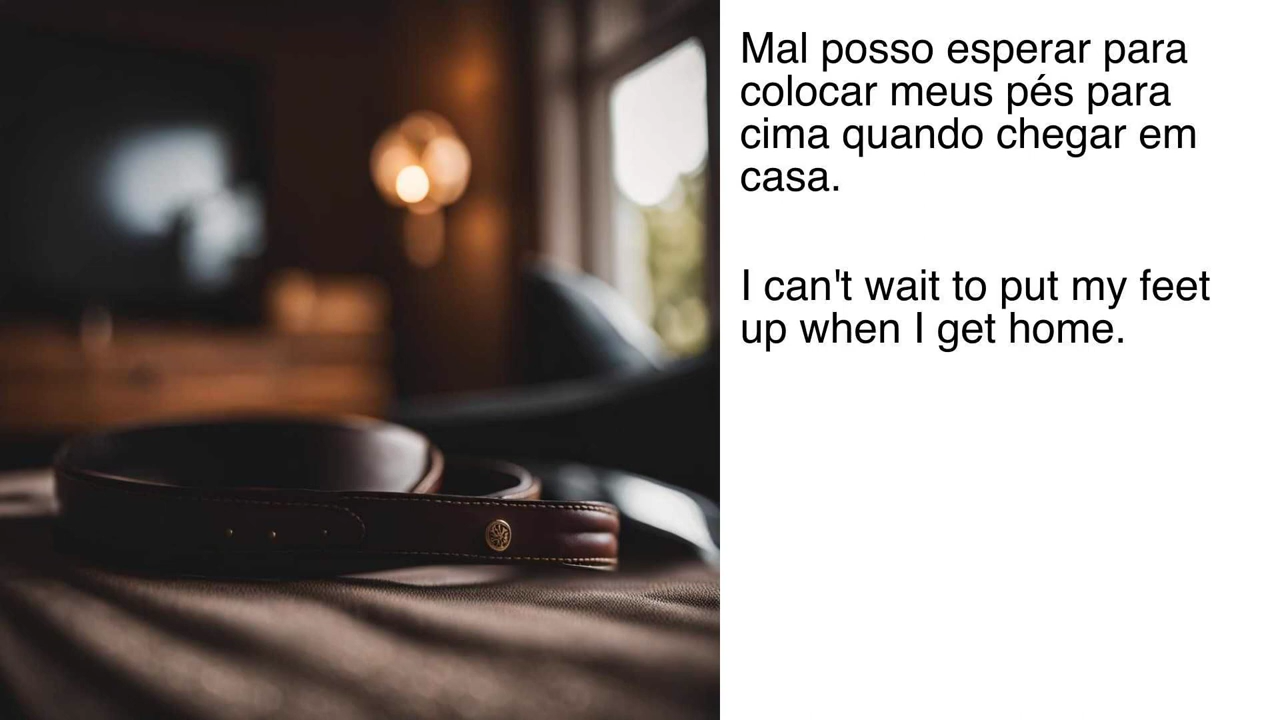 Mal posso esperar para
colocar meus pés para
cima quando chegar em
casa.
I can't wait to put my feet
up when I get home.